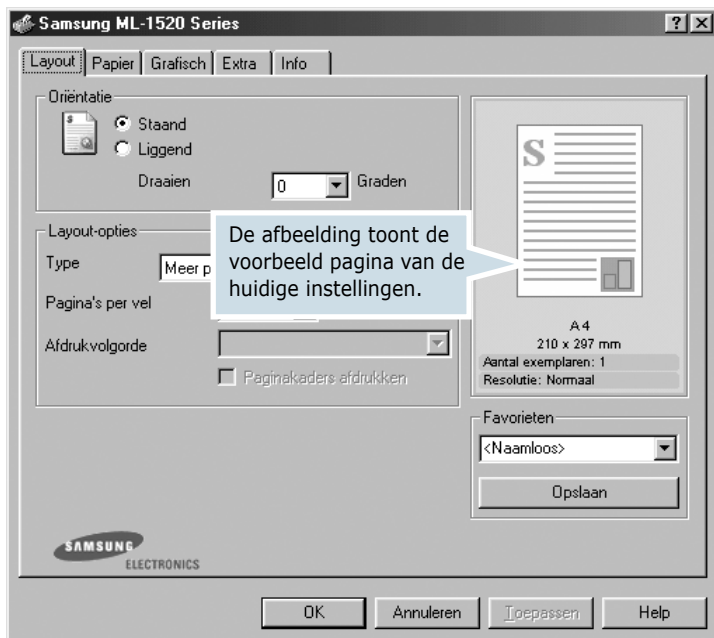 Samsung ML-1520 Series
Layout Papier Grafisch Extra Info
Oriëntatie
Staand
Liggend
Draaien 0 Graden
Layout-opties
Type Meer p
Pagina's per vel
Afdrukvolgorde
Paginakaders afdrukken
De afbeelding toont de
voorbeeld pagina van de
huidige instellingen.
S
A4
210 x 297 mm
Aantal exemplaren: 1
Resolutie: Normaal
Favorieten
<Naamloos>
Opslaan
SAMSUNG
ELECTRONICS
OK Annuleren Toepassen Help